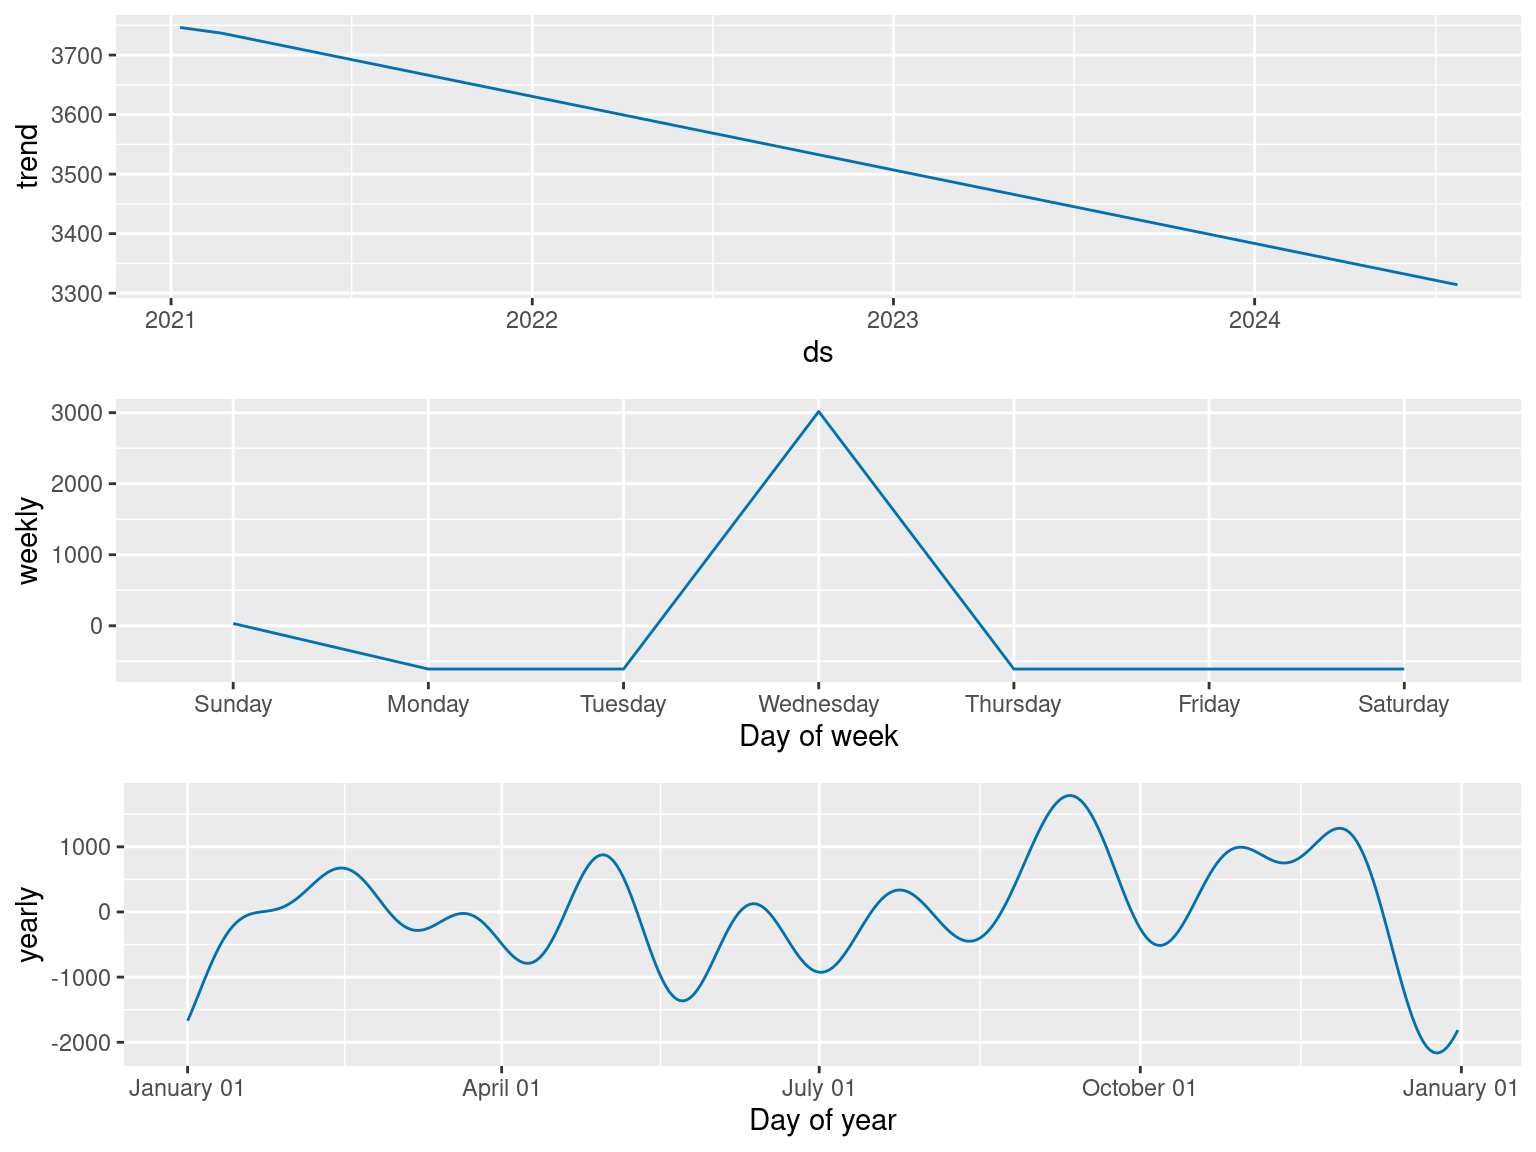 trend
3700
3600
3500
3400
3300
2021 2022 2023 2024
ds
weekly
3000
2000
1000
0
Sunday Monday Tuesday Wednesday Thursday Friday Saturday
Day of week
yearly
1000
0
-1000
-2000
January 01 April 01 July 01 October 01 January 01
Day of year